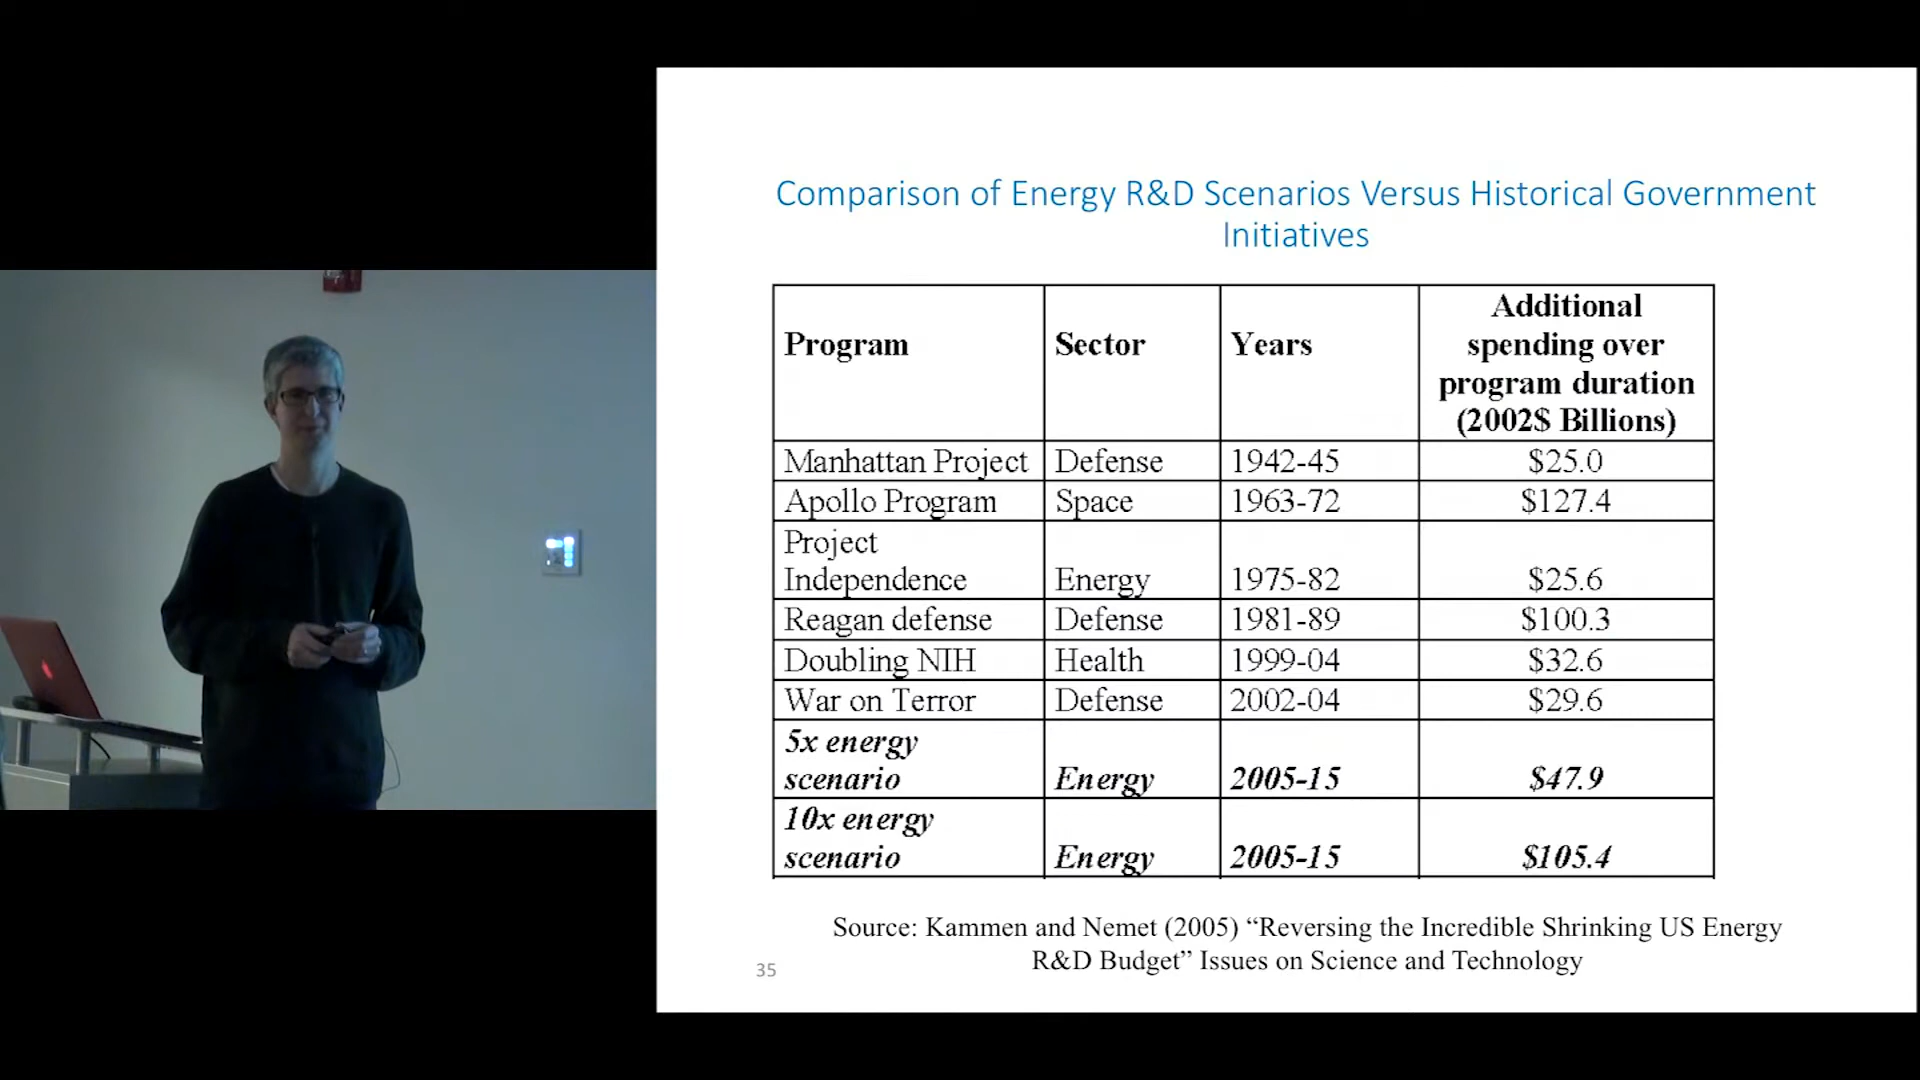 Comparison of Energy R&D Scenarios Versus Historical Government
Initiatives
Program Sector Years Additional spending over program duration (2002$ Billions)
Manhattan Project Defense 1942-45 $25.0
Apollo Program Space 1963-72 $127.4
Project Independence Energy 1975-82 $25.6
Reagan defense Defense 1981-89 $100.3
Doubling NIH Health 1999-04 $32.6
War on Terror Defense 2002-04 $29.6
5x energy scenario Energy 2005-15 $47.9
10x energy scenario Energy 2005-15 $105.4
Source: Kammen and Nemet (2005) “Reversing the Incredible Shrinking US Energy
R&D Budget” Issues on Science and Technology
35